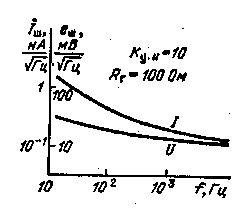 Iш, eш,
нА мВ
√Гц √Гц
Kу.и=10
Rг=100 Ом
1 100
I
U
10⁻¹ 10
10 10² 10³ f, Гц